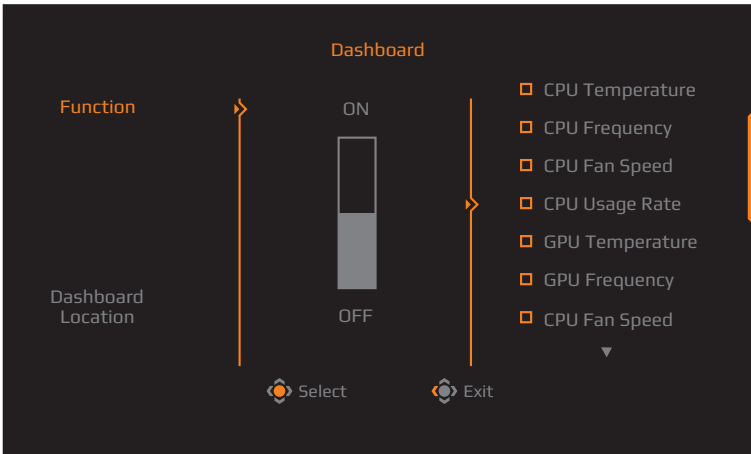 Dashboard
Function
ON
OFF
Dashboard
Location
CPU Temperature
CPU Frequency
CPU Fan Speed
CPU Usage Rate
GPU Temperature
GPU Frequency
CPU Fan Speed
Select
Exit